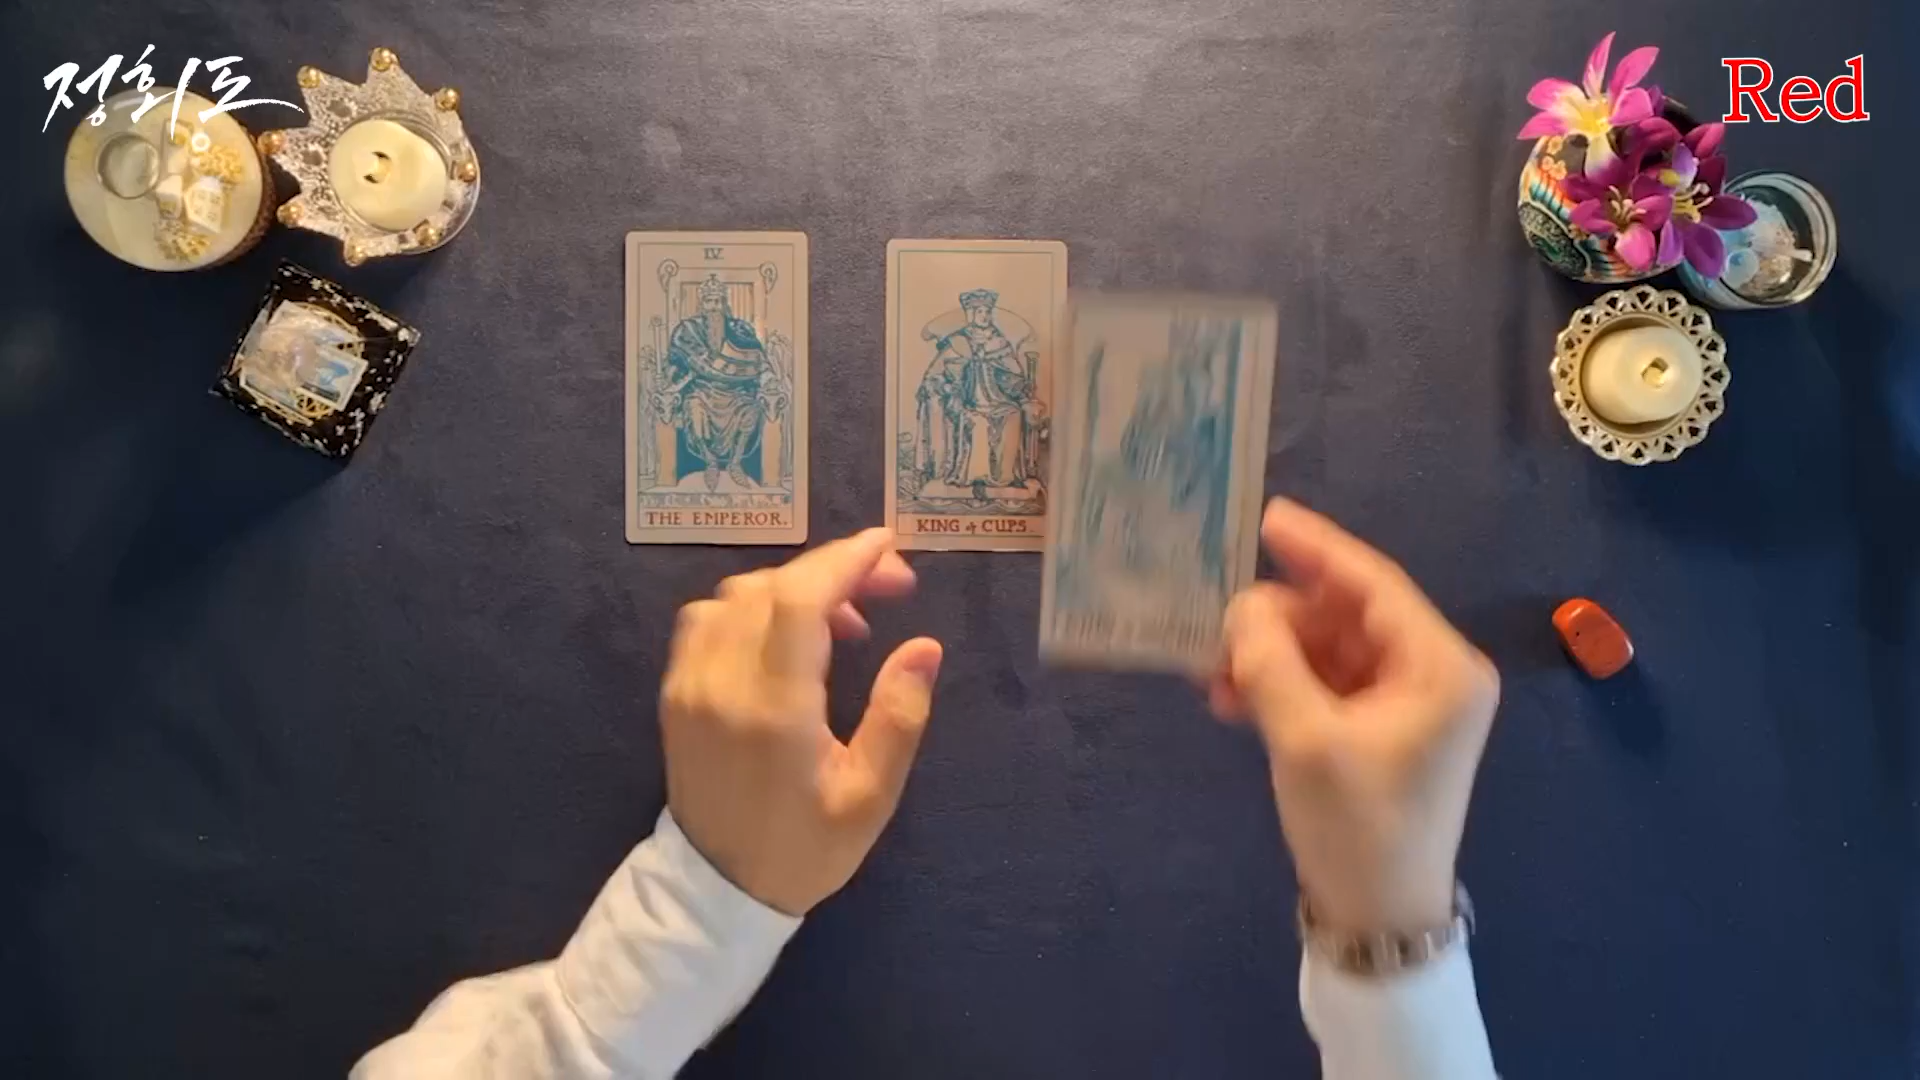 정회도
Red
IV
THE EMPEROR.
KING of CUPS.